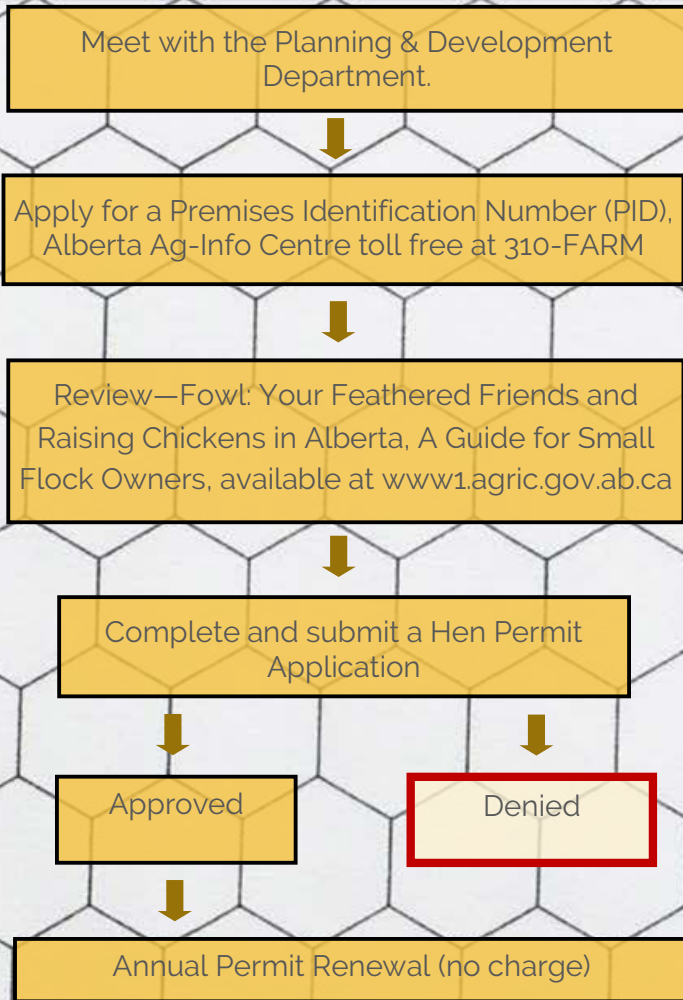 Meet with the Planning & Development
Department.
Apply for a Premises Identification Number (PID),
Alberta Ag-Info Centre toll free at 310-FARM
Review—Fowl: Your Feathered Friends and
Raising Chickens in Alberta, A Guide for Small
Flock Owners, available at www1.agric.gov.ab.ca
Complete and submit a Hen Permit
Application
Approved
Denied
Annual Permit Renewal (no charge)